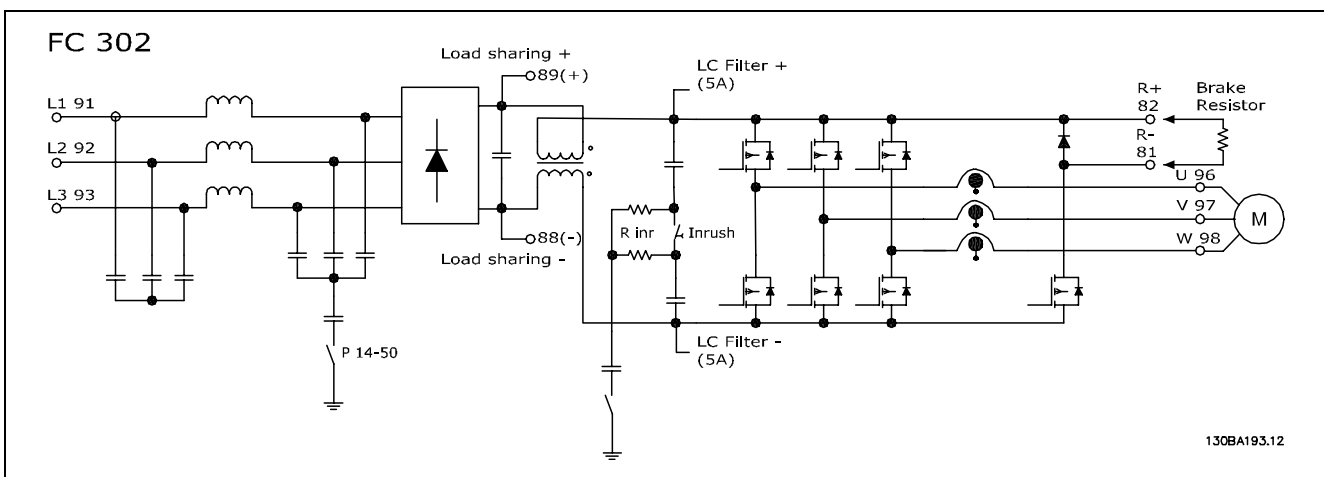 FC 302
Load sharing +
89(+)
LC Filter +
(5A)
R+
82
Brake
Resistor
R-
81
L1 91
L2 92
L3 93
U 96
V 97
W 98
M
R inr
Inrush
88(-)
Load sharing -
LC Filter -
(5A)
P 14-50
130BA193.12